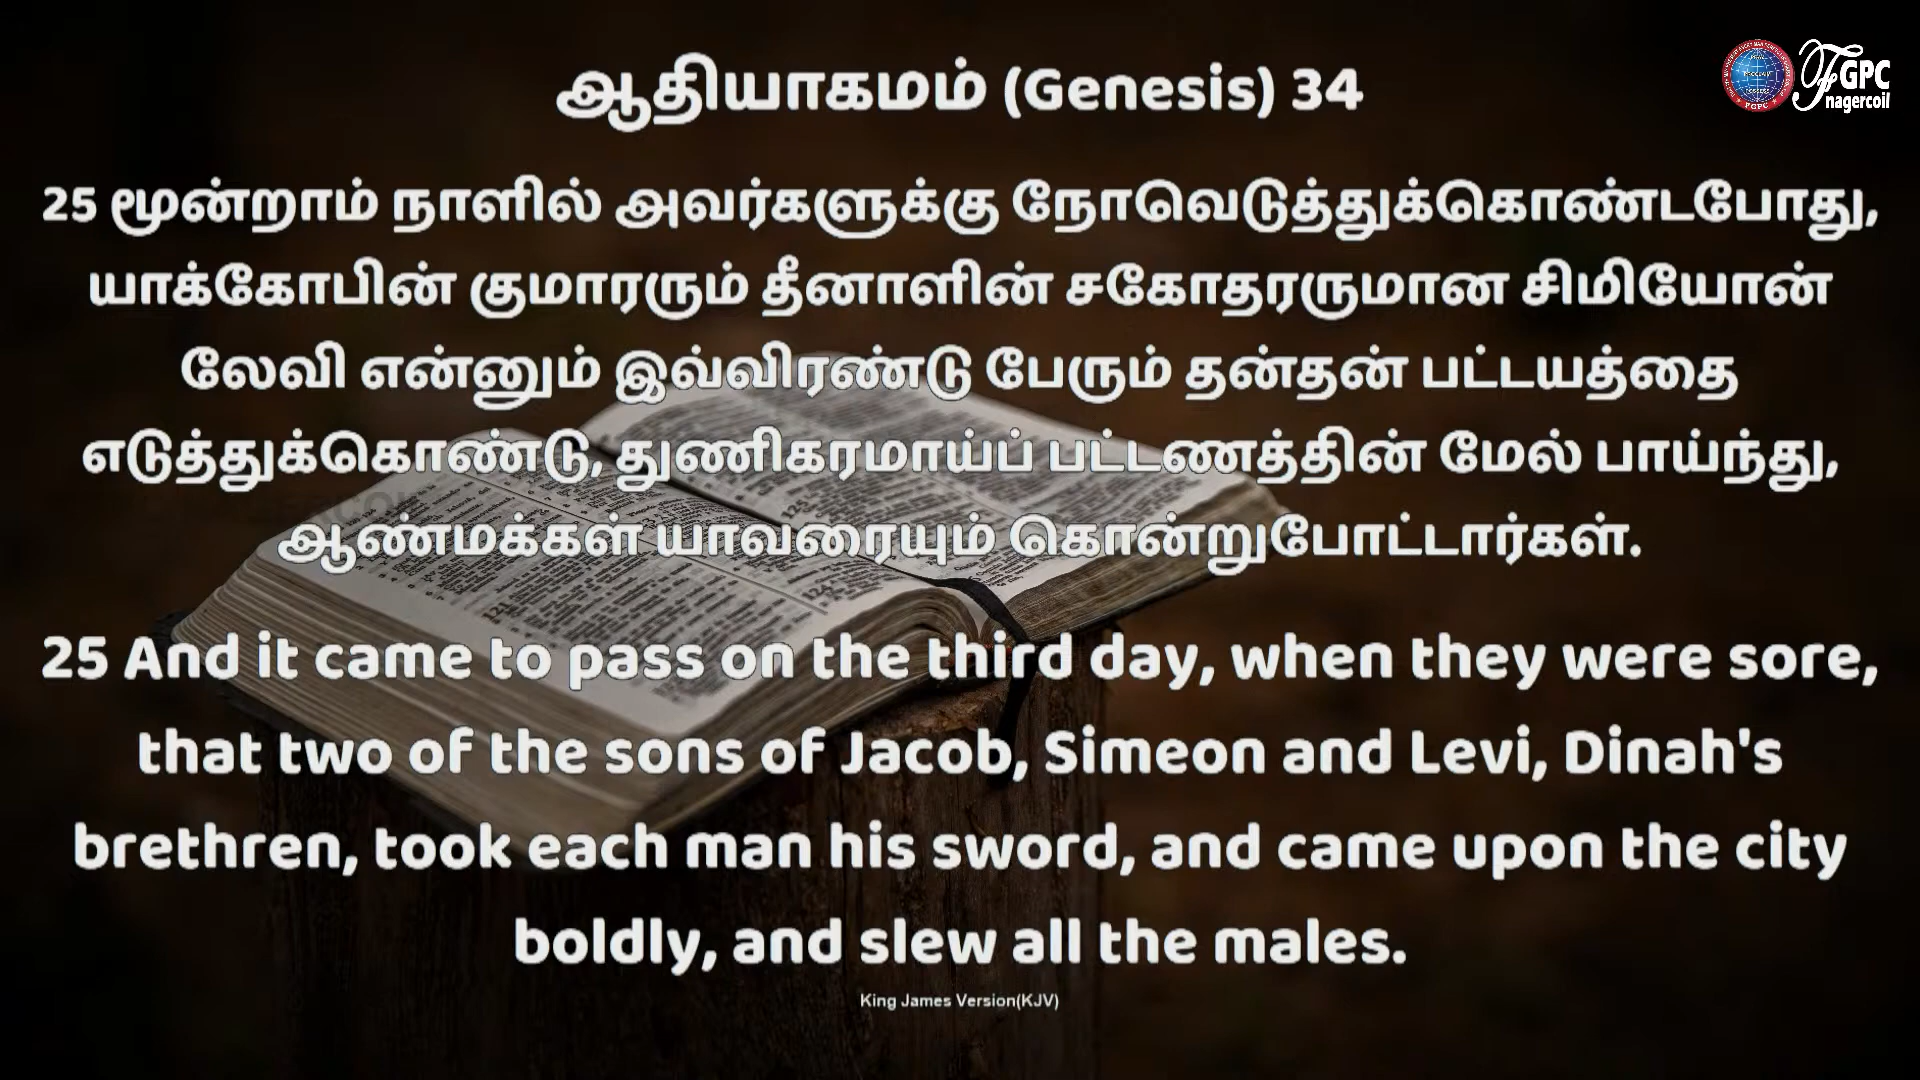 ஆதியாகமம் (Genesis) 34
FGPC
nagercoil
25 மூன்றாம் நாளில் அவர்களுக்கு நோவெடுத்துக்கொண்டபோது,
யாக்கோபின் குமாரரும் தீனாளின் சகோதரருமான சிமியோன்
லேவி என்னும் இவ்விரண்டு பேரும் தன்தன் பட்டயத்தை
எடுத்துக்கொண்டு, துணிகரமாய்ப் பட்டணத்தின் மேல் பாய்ந்து,
ஆண்மக்கள் யாவரையும் கொன்றுபோட்டார்கள்.
25 And it came to pass on the third day, when they were sore,
that two of the sons of Jacob, Simeon and Levi, Dinah's
brethren, took each man his sword, and came upon the city
boldly, and slew all the males.
King James Version(KJV)